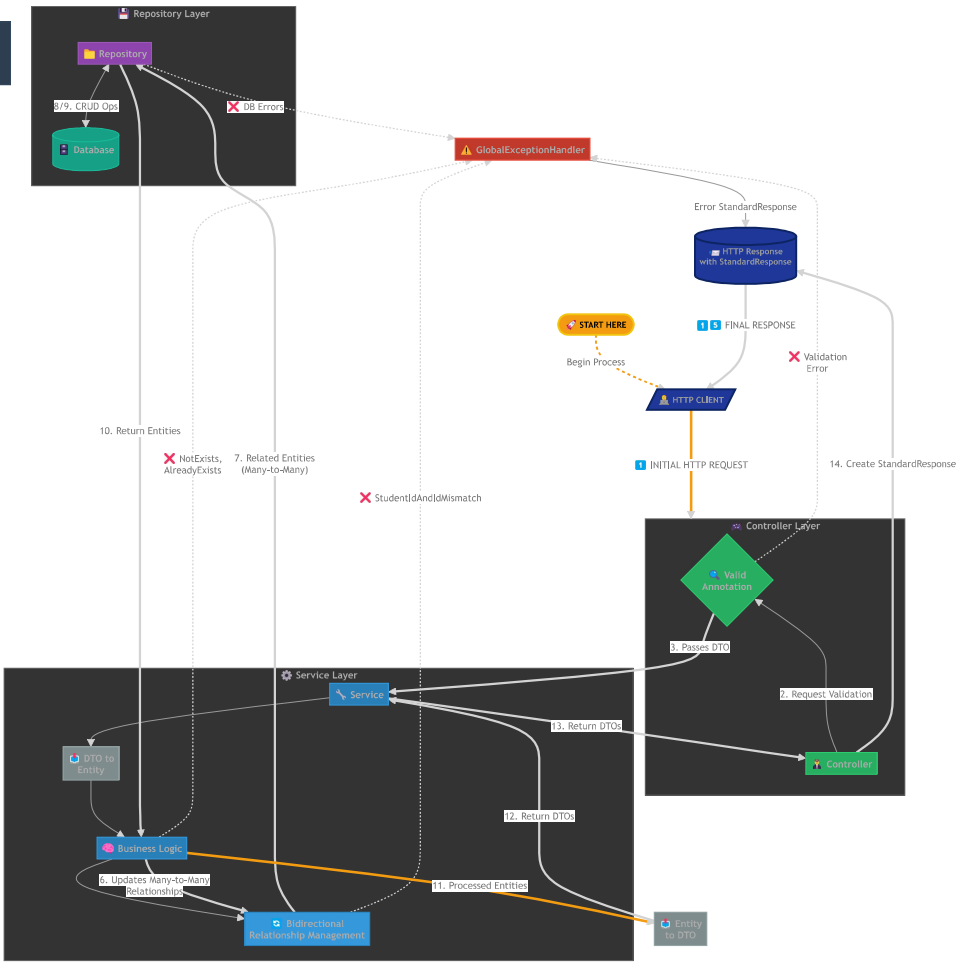 Repository Layer
Repository
8/9. CRUD Ops
❌ DB Errors
Database
GlobalExceptionHandler
Error StandardResponse
HTTP Response
with StandardResponse
START HERE
1 5 FINAL RESPONSE
Begin Process
❌ Validation
Error
HTTP CLIENT
10. Return Entities
❌ NotExists,
AlreadyExists
7. Related Entities
(Many-to-Many)
1 INITIAL HTTP REQUEST
14. Create StandardResponse
❌ StudentIdAndIdMismatch
Controller Layer
Valid
Annotation
3. Passes DTO
Service Layer
Service
2. Request Validation
13. Return DTOs
DTO to
Entity
Controller
12. Return DTOs
Business Logic
6. Updates Many-to-Many
Relationships
11. Processed Entities
Bidirectional
Relationship Management
Entity
to DTO